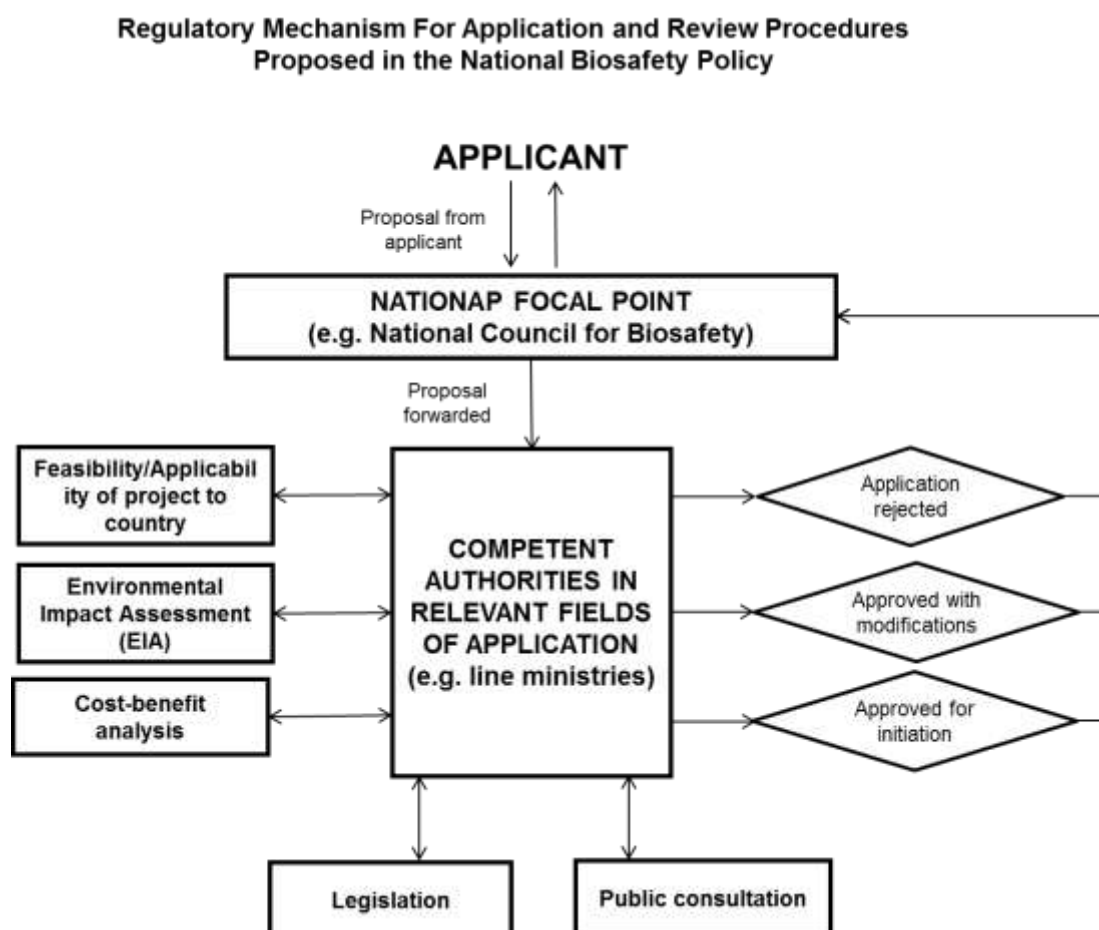 Regulatory Mechanism For Application and Review Procedures
Proposed in the National Biosafety Policy
APPLICANT
Proposal from
applicant
NATIONAP FOCAL POINT
(e.g. National Council for Biosafety)
Proposal
forwarded
Feasibility/Applicabil
ity of project to
country
Environmental
Impact Assessment
(EIA)
Cost-benefit
analysis
COMPETENT
AUTHORITIES IN
RELEVANT FIELDS
OF APPLICATION
(e.g. line ministries)
Application
rejected
Approved with
modifications
Approved for
initiation
Legislation
Public consultation